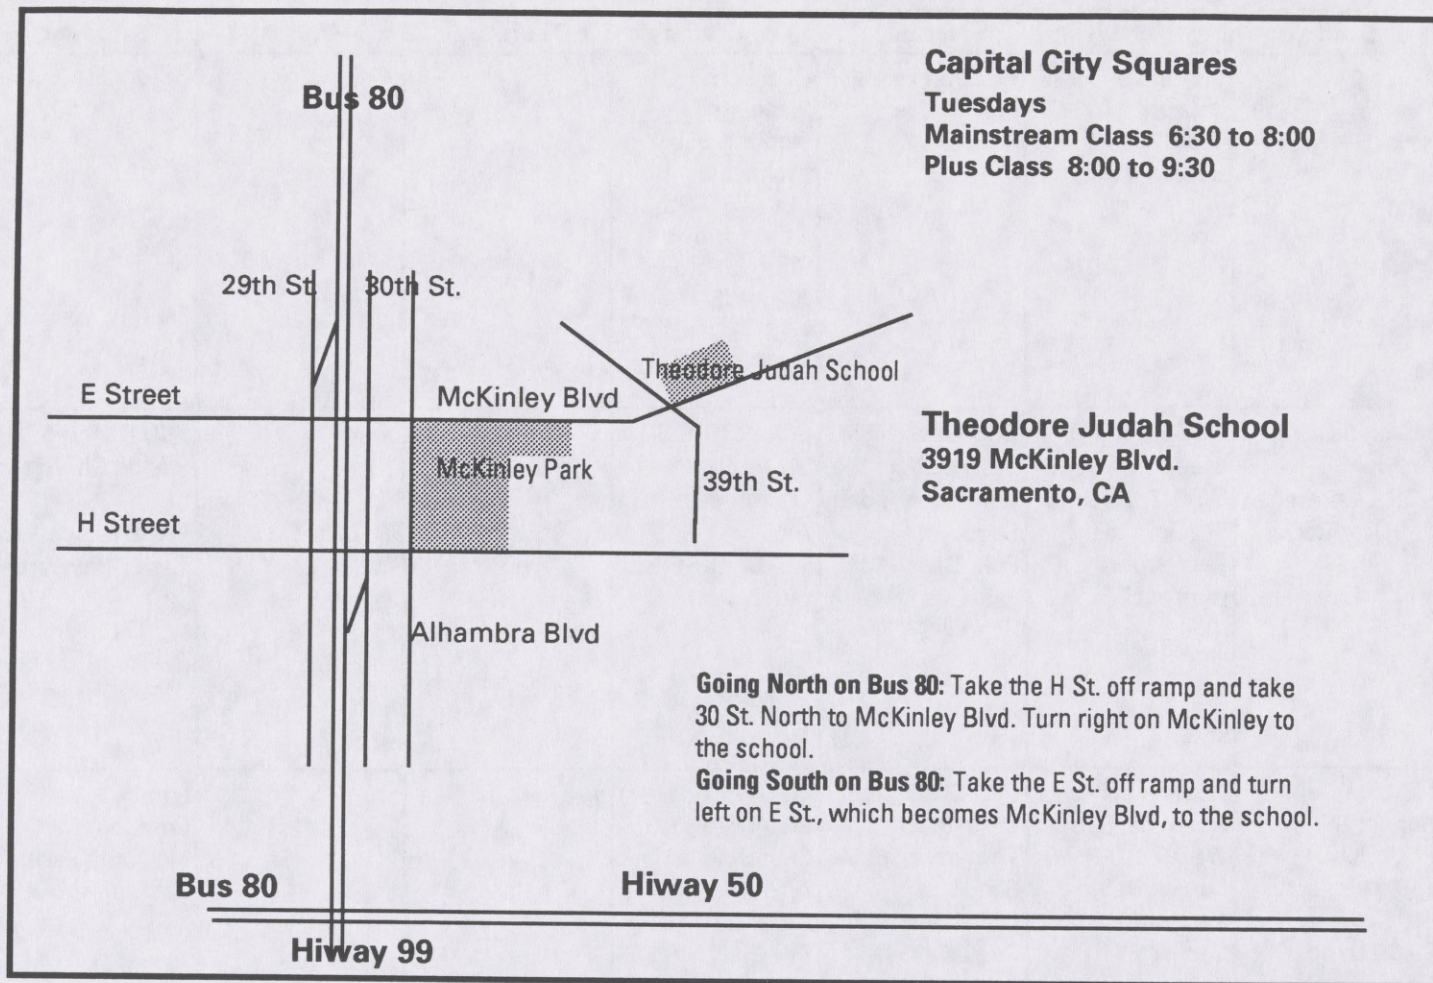 Capital City Squares
Tuesdays
Mainstream Class 6:30 to 8:00
Plus Class 8:00 to 9:30
Bus 80
29th St.
30th St.
Theodore Judah School
E Street
McKinley Blvd
McKinley Park
39th St.
H Street
Alhambra Blvd
Theodore Judah School
3919 McKinley Blvd.
Sacramento, CA
Going North on Bus 80: Take the H St. off ramp and take
30 St. North to McKinley Blvd. Turn right on McKinley to
the school.
Going South on Bus 80: Take the E St. off ramp and turn
left on E St., which becomes McKinley Blvd, to the school.
Bus 80
Hiway 50
Hiway 99